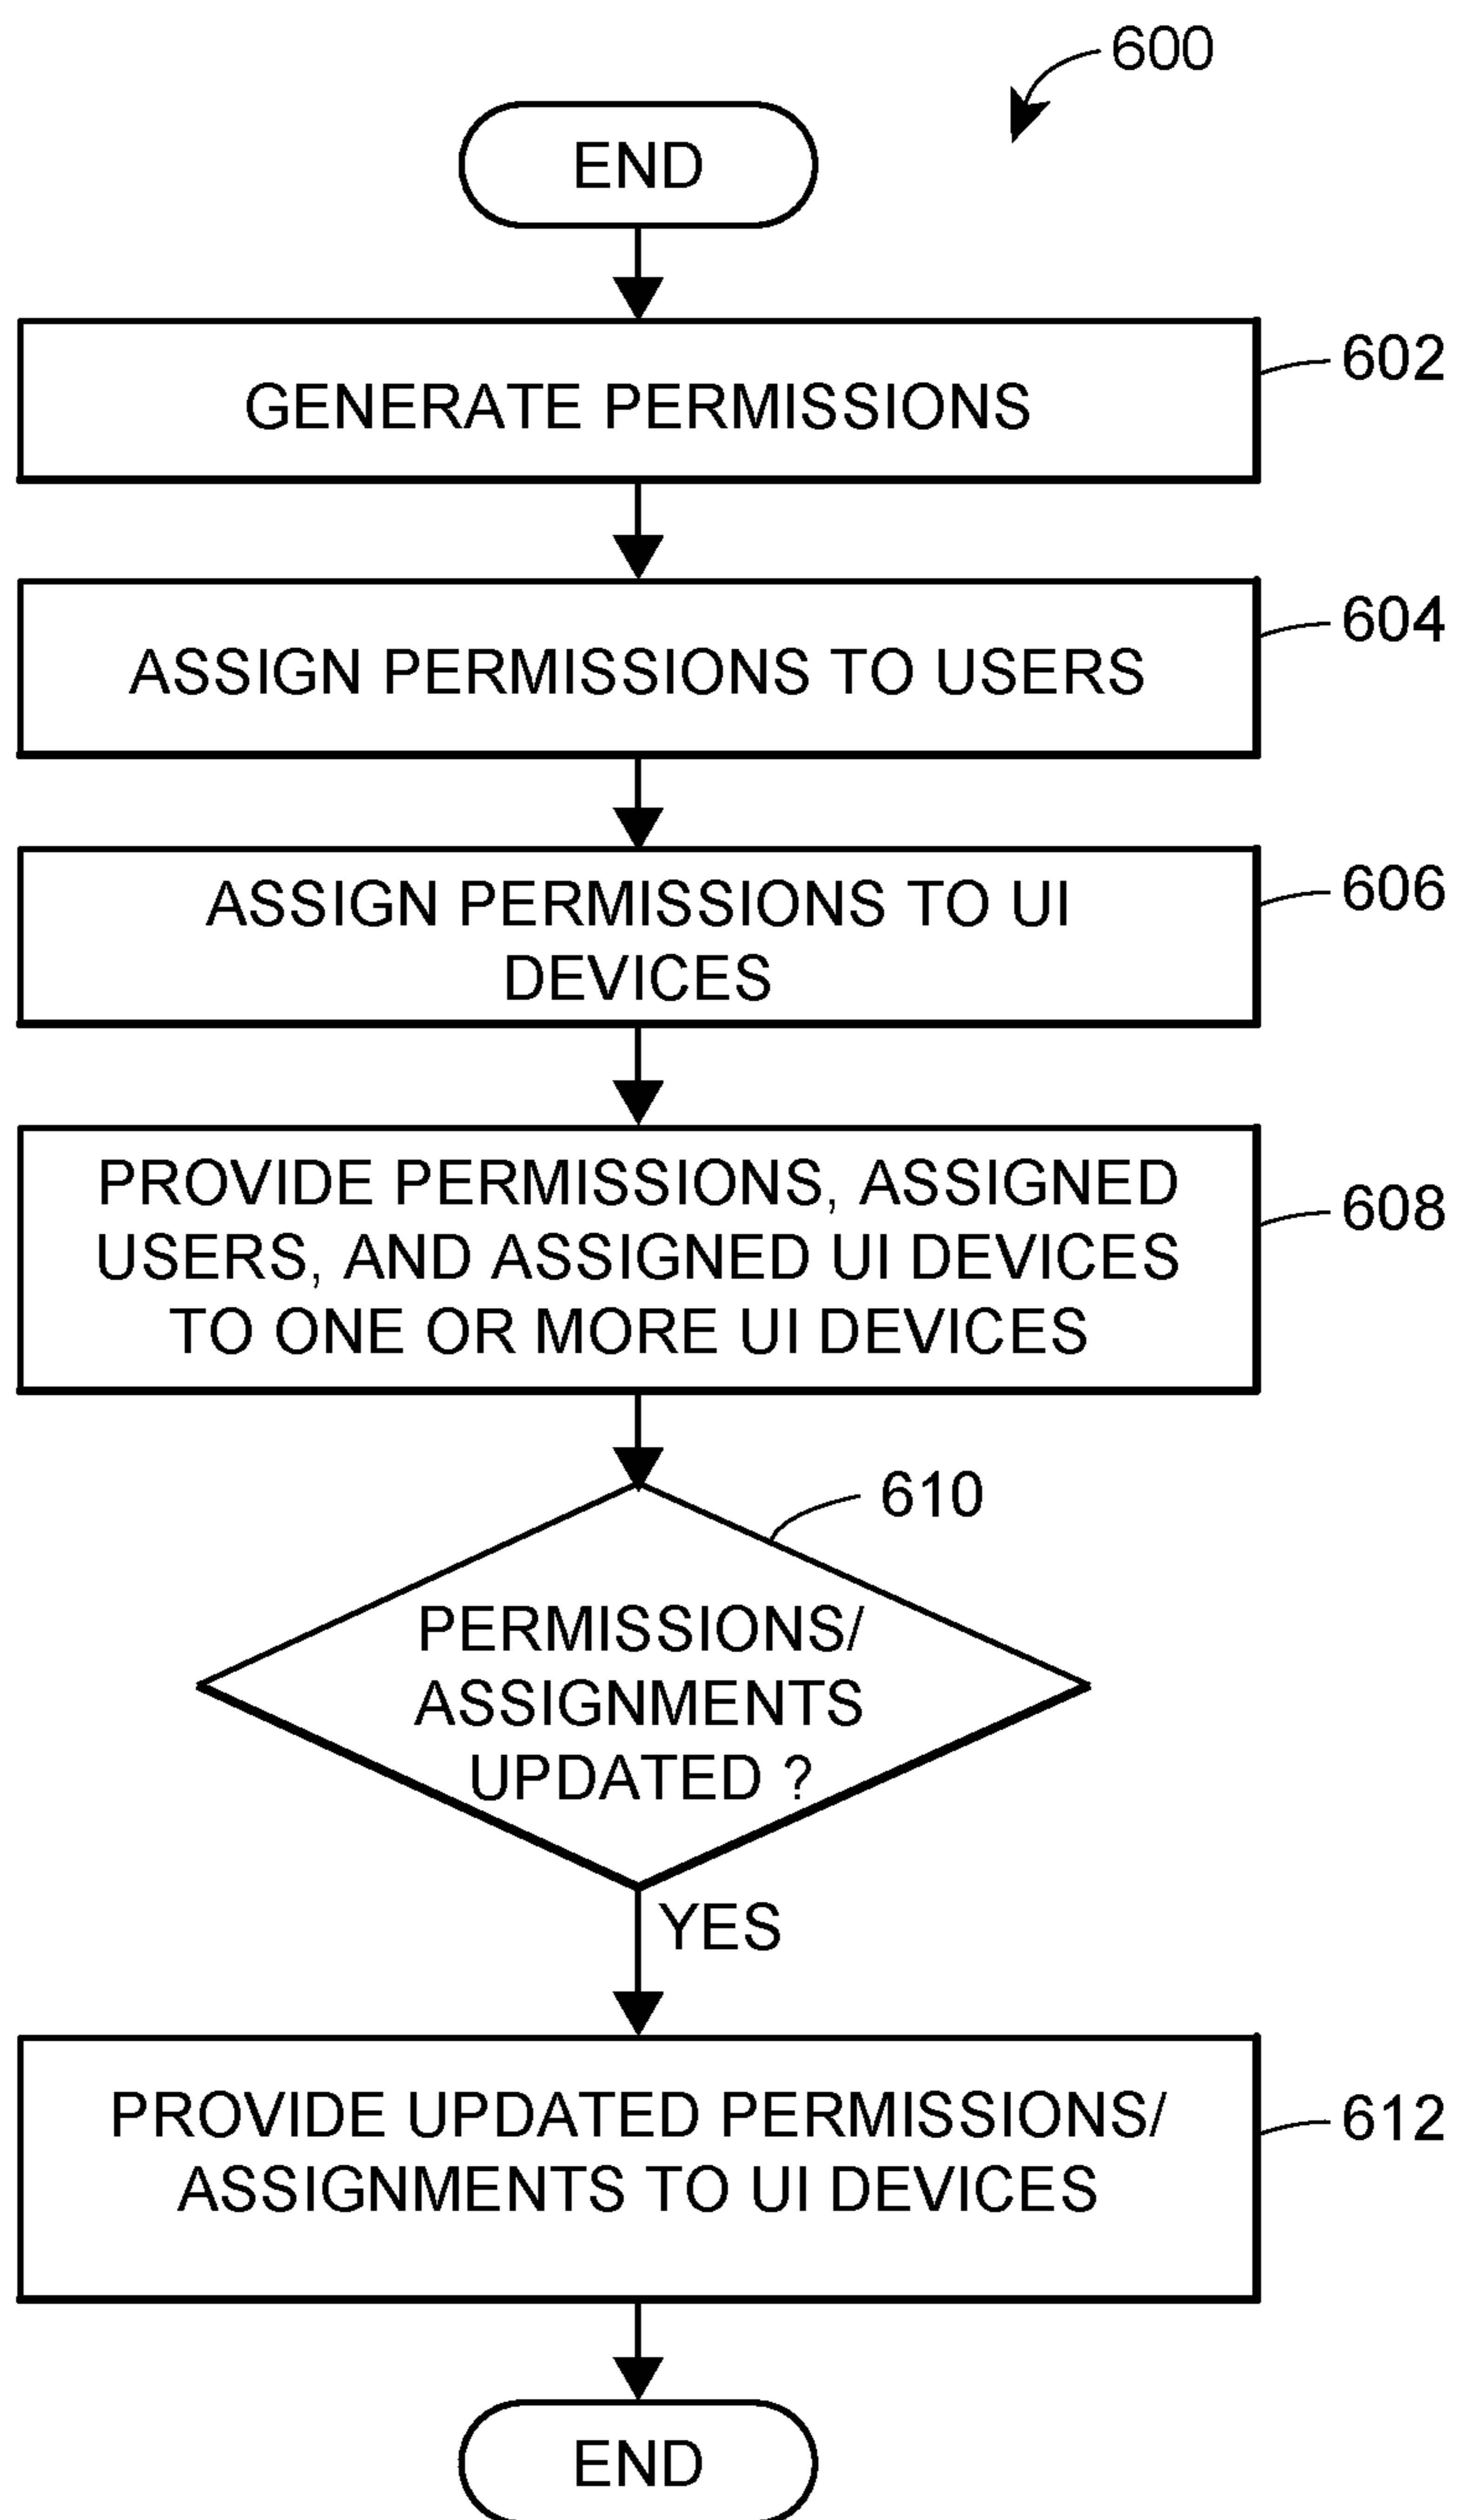 600
END
GENERATE PERMISSIONS
602
ASSIGN PERMISSIONS TO USERS
604
ASSIGN PERMISSIONS TO UI
DEVICES
606
PROVIDE PERMISSIONS, ASSIGNED
USERS, AND ASSIGNED UI DEVICES
TO ONE OR MORE UI DEVICES
608
610
PERMISSIONS/
ASSIGNMENTS
UPDATED ?
YES
PROVIDE UPDATED PERMISSIONS/
ASSIGNMENTS TO UI DEVICES
612
END